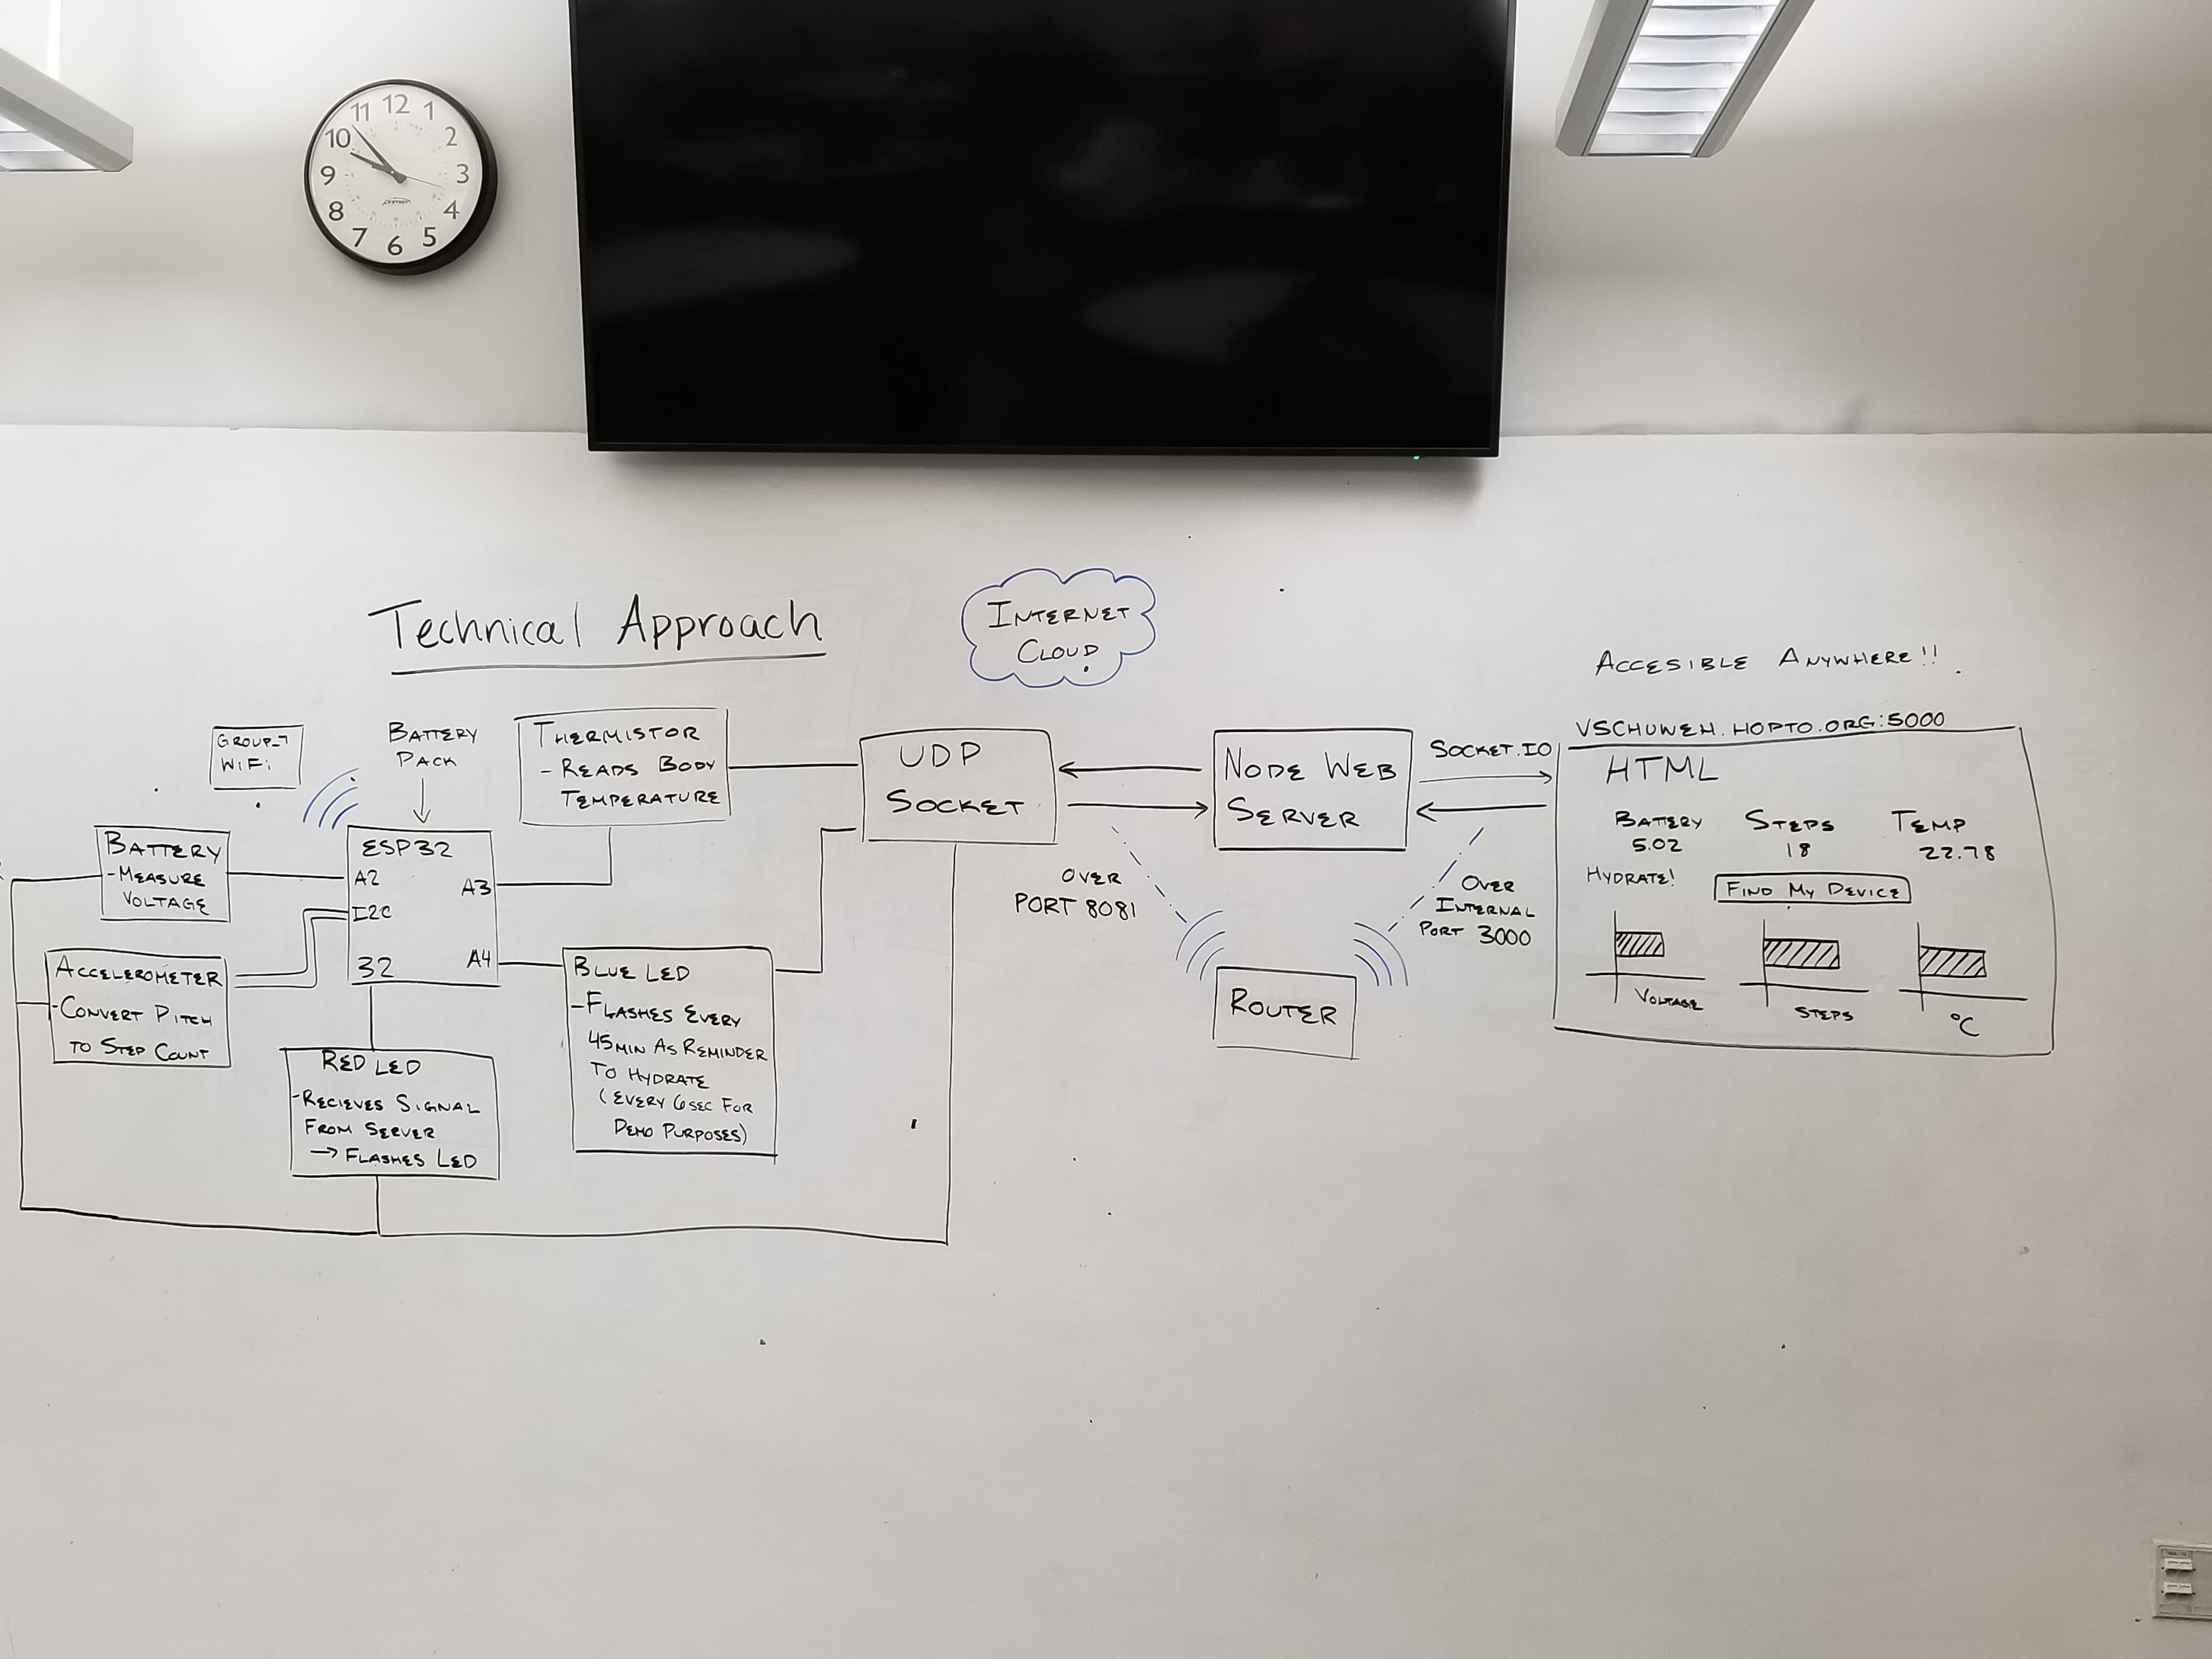 11 12 1
10 2
9 3
8 4
7 6 5
Technical Approach
INTERNET
CLOUD
ACCESIBLE ANYWHERE!!
GROUP_7
WIFI
BATTERY
PACK
THERMISTOR
- READS BODY
TEMPERATURE
UDP
SOCKET
NODE WEB
SERVER
SOCKET.IO
VSCHUWEH.HOPTO.ORG:5000
HTML
BATTERY
5.02
STEPS
18
TEMP
22.78
HYDRATE!
FIND MY DEVICE
VOLTAGE
STEPS
°C
BATTERY
-MEASURE
VOLTAGE
ESP32
A2
I2C
32
A3
A4
ACCELEROMETER
-CONVERT PITCH
TO STEP COUNT
RED LED
-RECIEVES SIGNAL
FROM SERVER
→ FLASHES LED
BLUE LED
-FLASHES EVERY
45MIN AS REMINDER
TO HYDRATE
(EVERY 6SEC FOR
DEMO PURPOSES)
OVER
PORT 8081
OVER
INTERNAL
PORT 3000
ROUTER